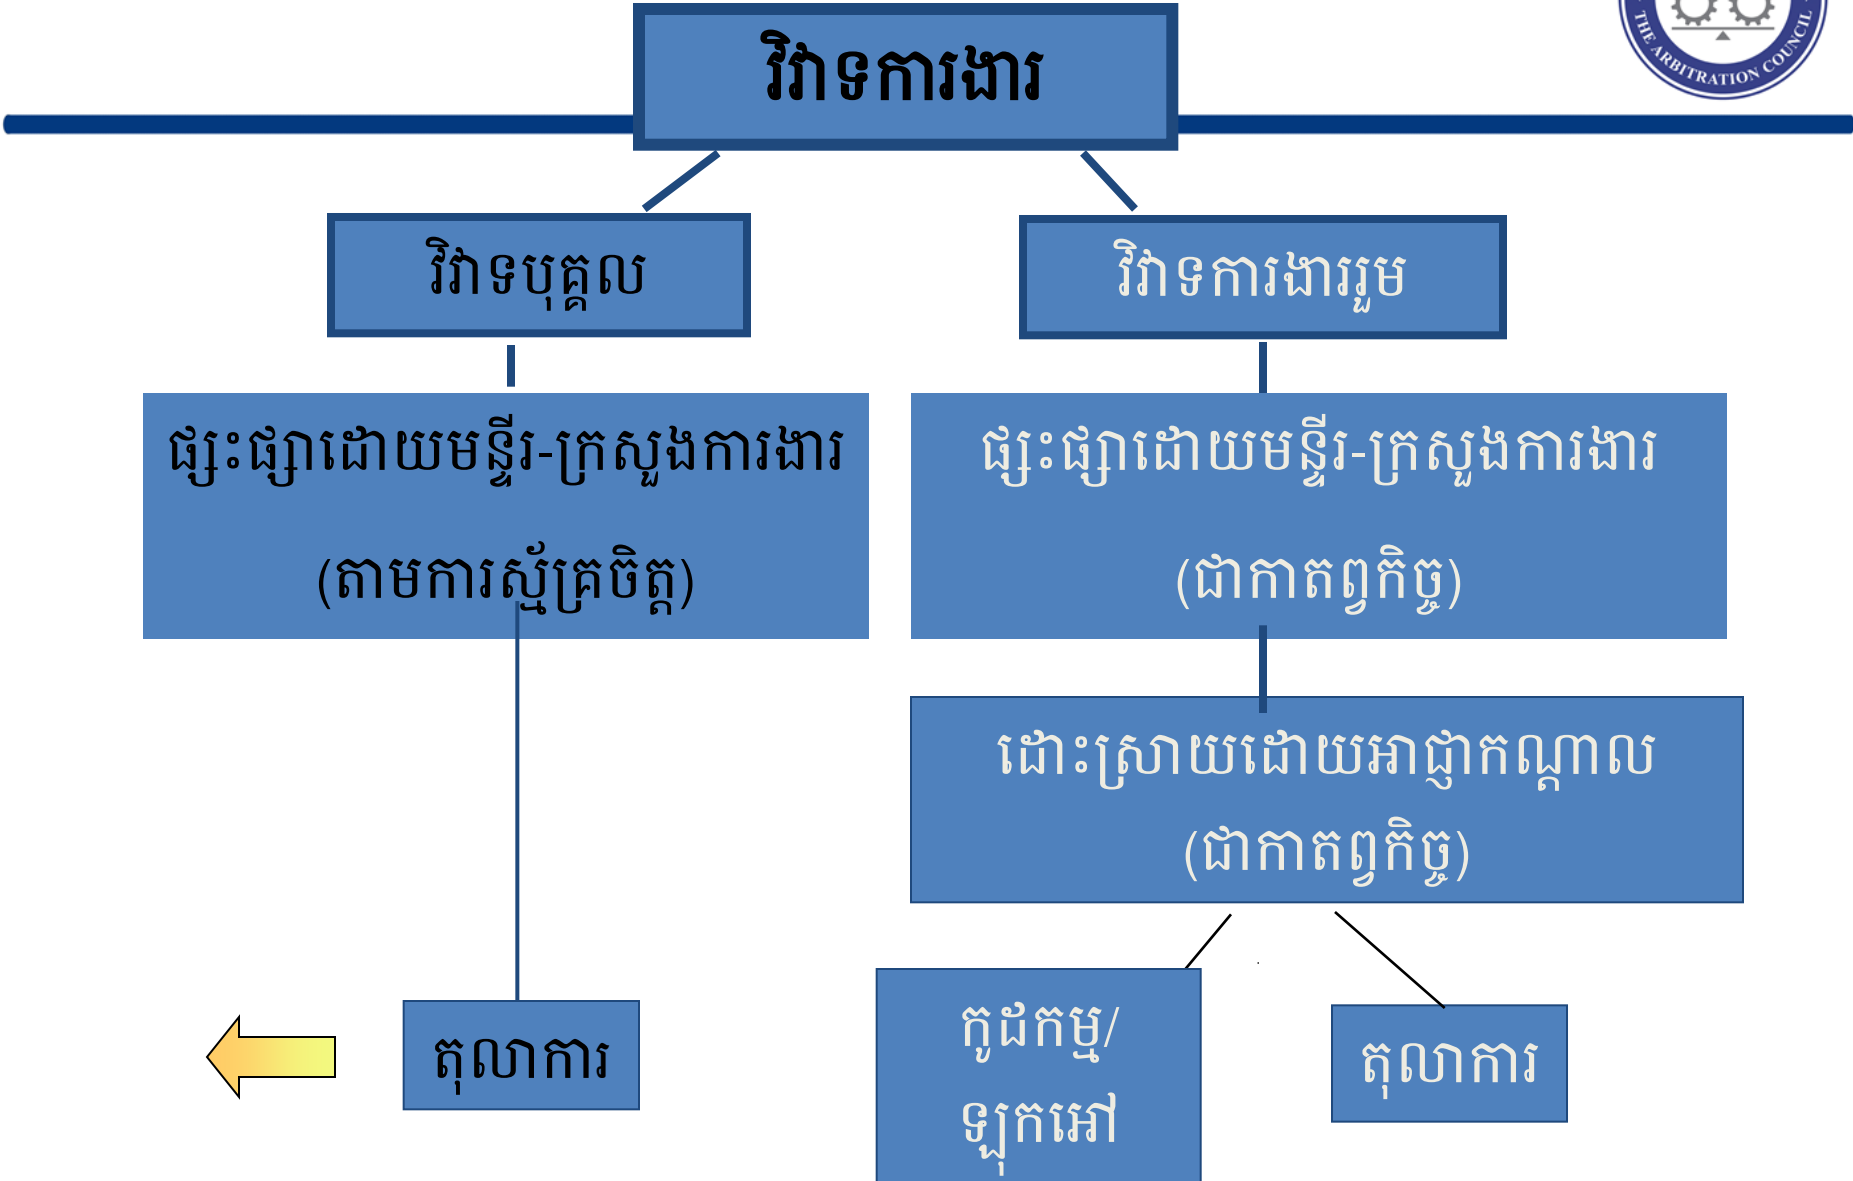 THE ARBITRATION COUNCIL
វិវាទការងារ
វិវាទបុគ្គល
វិវាទការងាររួម
ផ្សះផ្សាដោយមន្ទីរ-ក្រសួងការងារ
(តាមការស្ម័គ្រចិត្ត)
ផ្សះផ្សាដោយមន្ទីរ-ក្រសួងការងារ
(ជាកាតព្វកិច្ច)
ដោះស្រាយដោយអាជ្ញាកណ្តាល
(ជាកាតព្វកិច្ច)
តុលាការ
កូដកម្ម/
ឡុកអៅ
តុលាការ